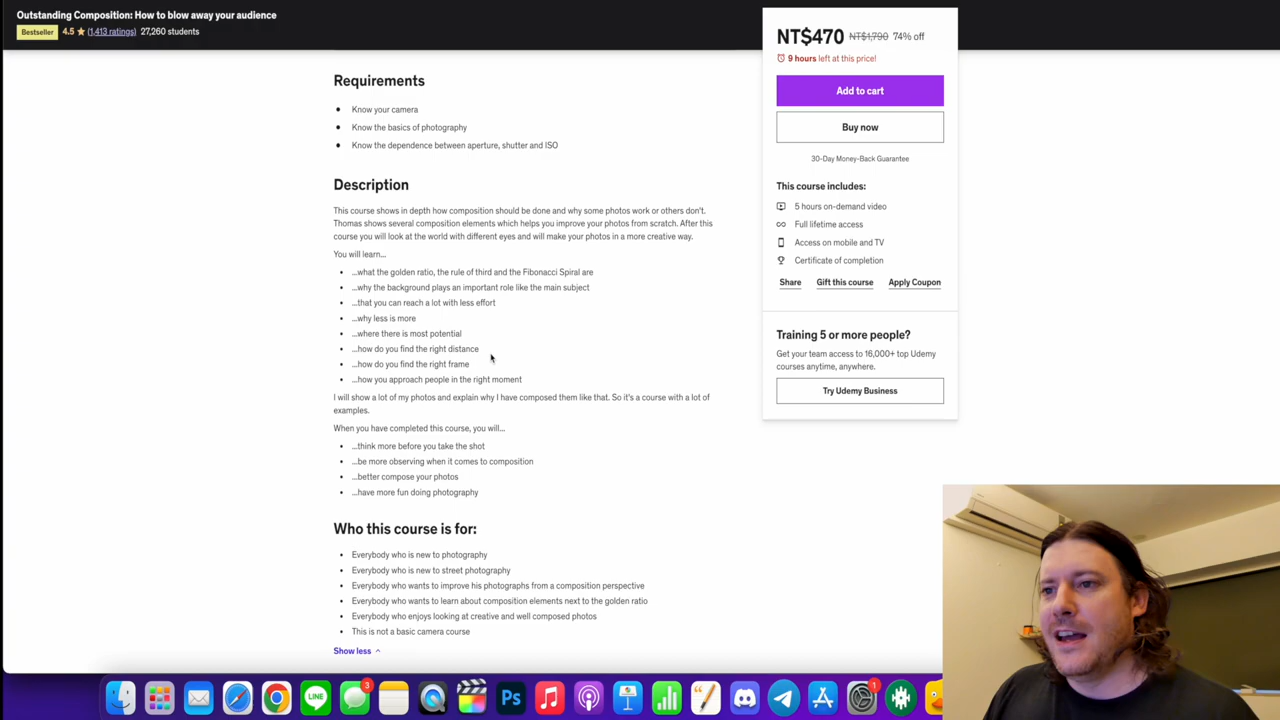 Outstanding Composition: How to blow away your audience
Bestseller 4.5 (1,413 ratings) 27,260 students
NT$470 NT$1,790 74% off
9 hours left at this price!
Add to cart
Buy now
30-Day Money-Back Guarantee
This course includes:
5 hours on-demand video
Full lifetime access
Access on mobile and TV
Certificate of completion
Share Gift this course Apply Coupon
Training 5 or more people?
Get your team access to 16,000+ top Udemy
courses anytime, anywhere.
Try Udemy Business
Requirements
Know your camera
Know the basics of photography
Know the dependence between aperture, shutter and ISO
Description
This course shows in depth how composition should be done and why some photos work or others don't.
Thomas shows several composition elements which helps you improve your photos from scratch. After this
course you will look at the world with different eyes and will make your photos in a more creative way.
You will learn...
...what the golden ratio, the rule of third and the Fibonacci Spiral are
...why the background plays an important role like the main subject
...that you can reach a lot with less effort
...why less is more
...where there is most potential
...how do you find the right distance
...how do you find the right frame
...how you approach people in the right moment
I will show a lot of my photos and explain why I have composed them like that. So it's a course with a lot of
examples.
When you have completed this course, you will...
...think more before you take the shot
...be more observing when it comes to composition
...better compose your photos
...have more fun doing photography
Who this course is for:
Everybody who is new to photography
Everybody who is new to street photography
Everybody who wants to improve his photographs from a composition perspective
Everybody who wants to learn about composition elements next to the golden ratio
Everybody who enjoys looking at creative and well composed photos
This is not a basic camera course
Show less
LINE
3
Ps
1